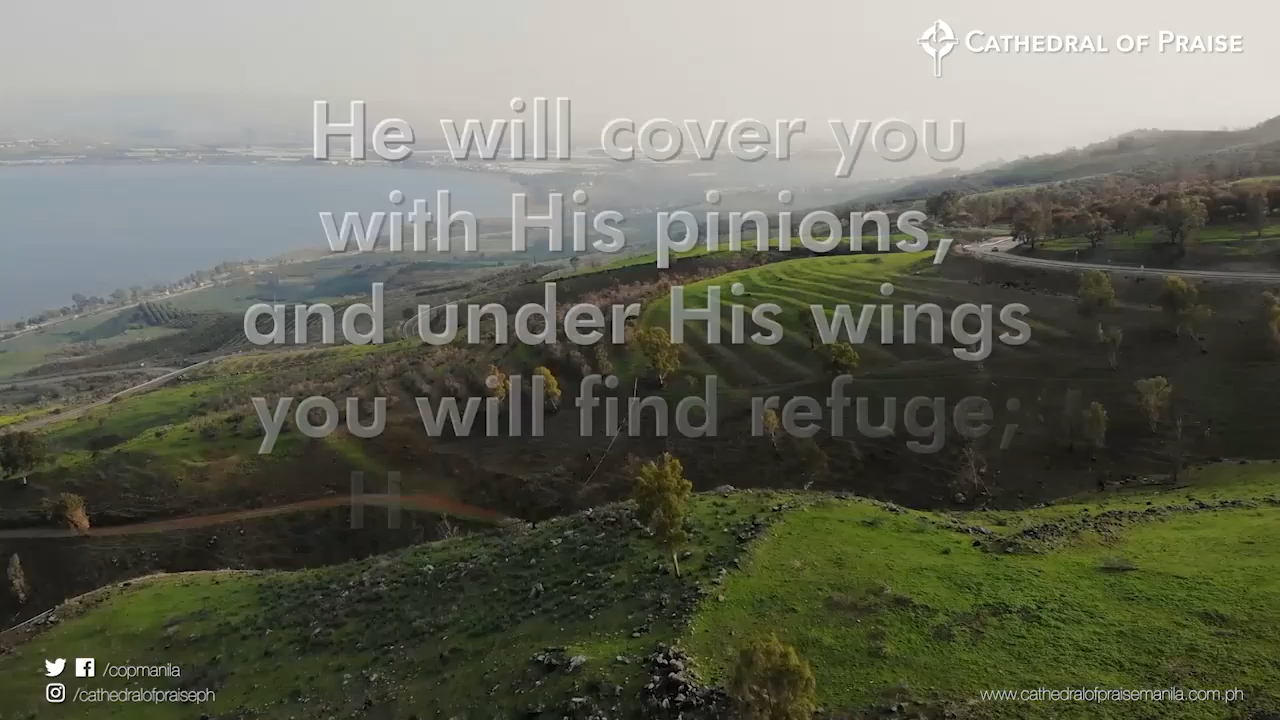 CATHEDRAL OF PRAISE
He will cover you
with His pinions,
and under His wings
you will find refuge;
H
/copmanila
/cathedralofpraiseph
www.cathedralofpraisemanila.com.ph